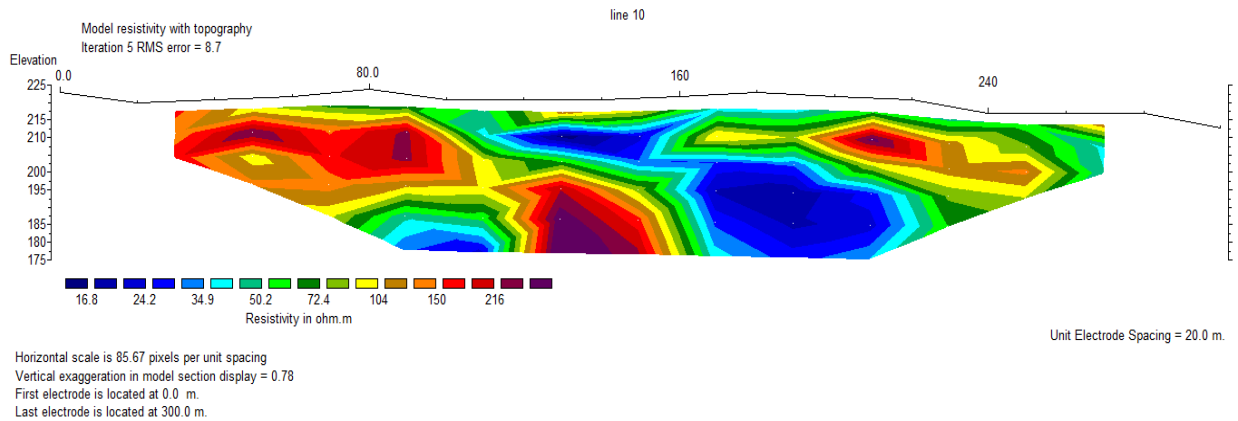 line 10
Model resistivity with topography
Iteration 5 RMS error = 8.7
Elevation
0.0 80.0 160 240
225
215
210
205
200
195
190
185
180
175
16.8 24.2 34.9 50.2 72.4 104 150 216
Resistivity in ohm.m
Unit Electrode Spacing = 20.0 m.
Horizontal scale is 85.67 pixels per unit spacing
Vertical exaggeration in model section display = 0.78
First electrode is located at 0.0 m.
Last electrode is located at 300.0 m.